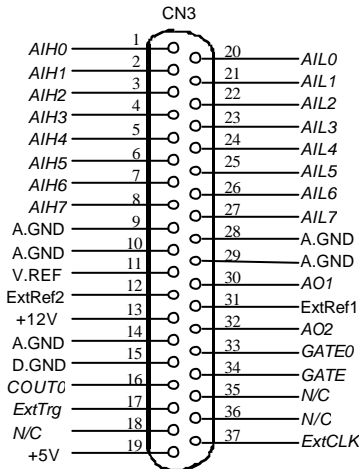 CN3
AIH0 1
20 AIL0
AIH1 2
21 AIL1
AIH2 3
22 AIL2
AIH3 4
23 AIL3
AIH4 5
24 AIL4
AIH5 6
25 AIL5
AIH6 7
26 AIL6
AIH7 8
27 AIL7
A.GND 9
28 A.GND
A.GND 10
29 A.GND
V.REF 11
30 AO1
ExtRef2 12
31 ExtRef1
+12V 13
32 AO2
A.GND 14
33 GATE0
D.GND 15
34 GATE
COUT0 16
35 N/C
ExtTrg 17
36 N/C
N/C 18
37 ExtCLK
+5V 19